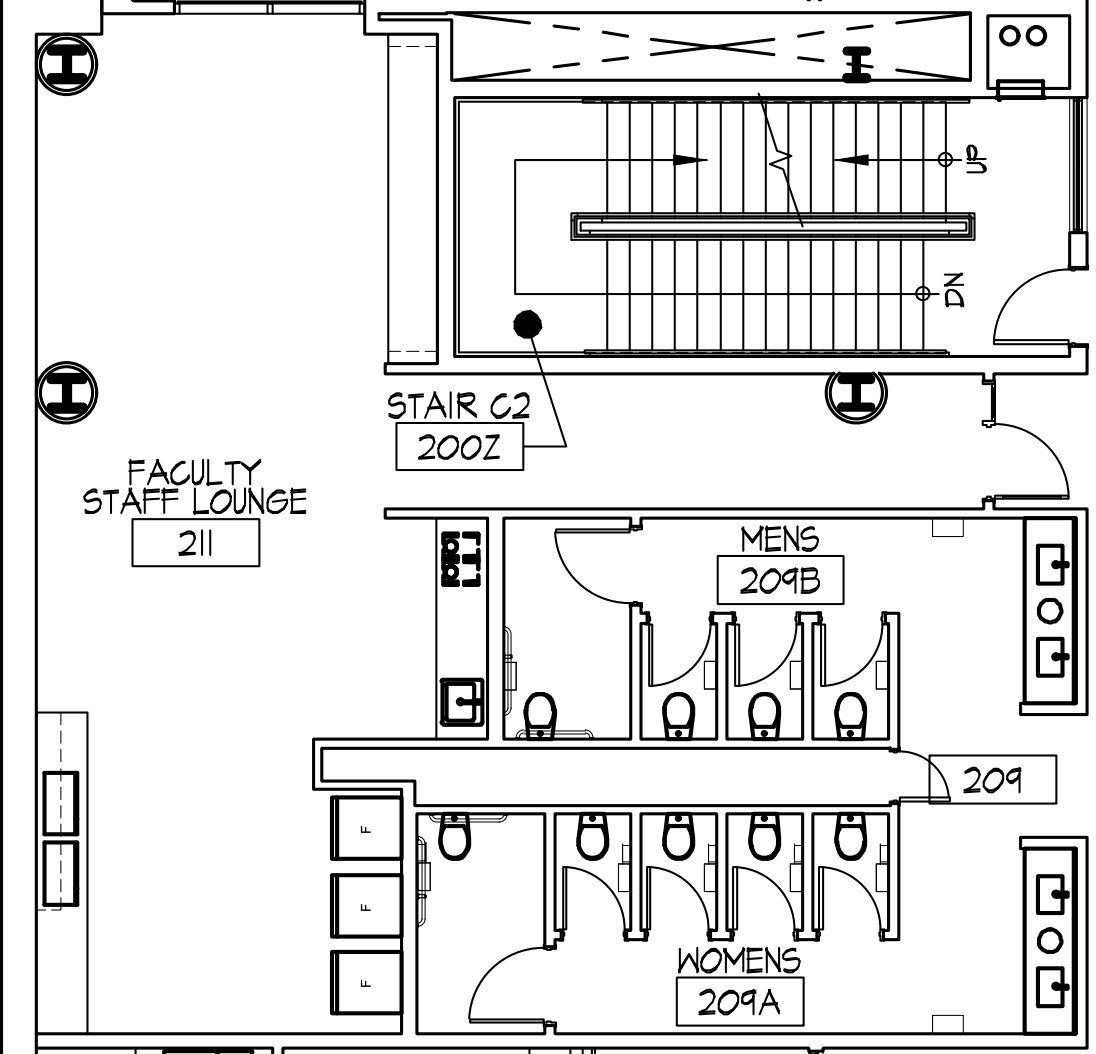 UP
DN
STAIR C2
200Z
FACULTY
STAFF LOUNGE
211
MENS
209B
209
F
F
F
WOMENS
209A